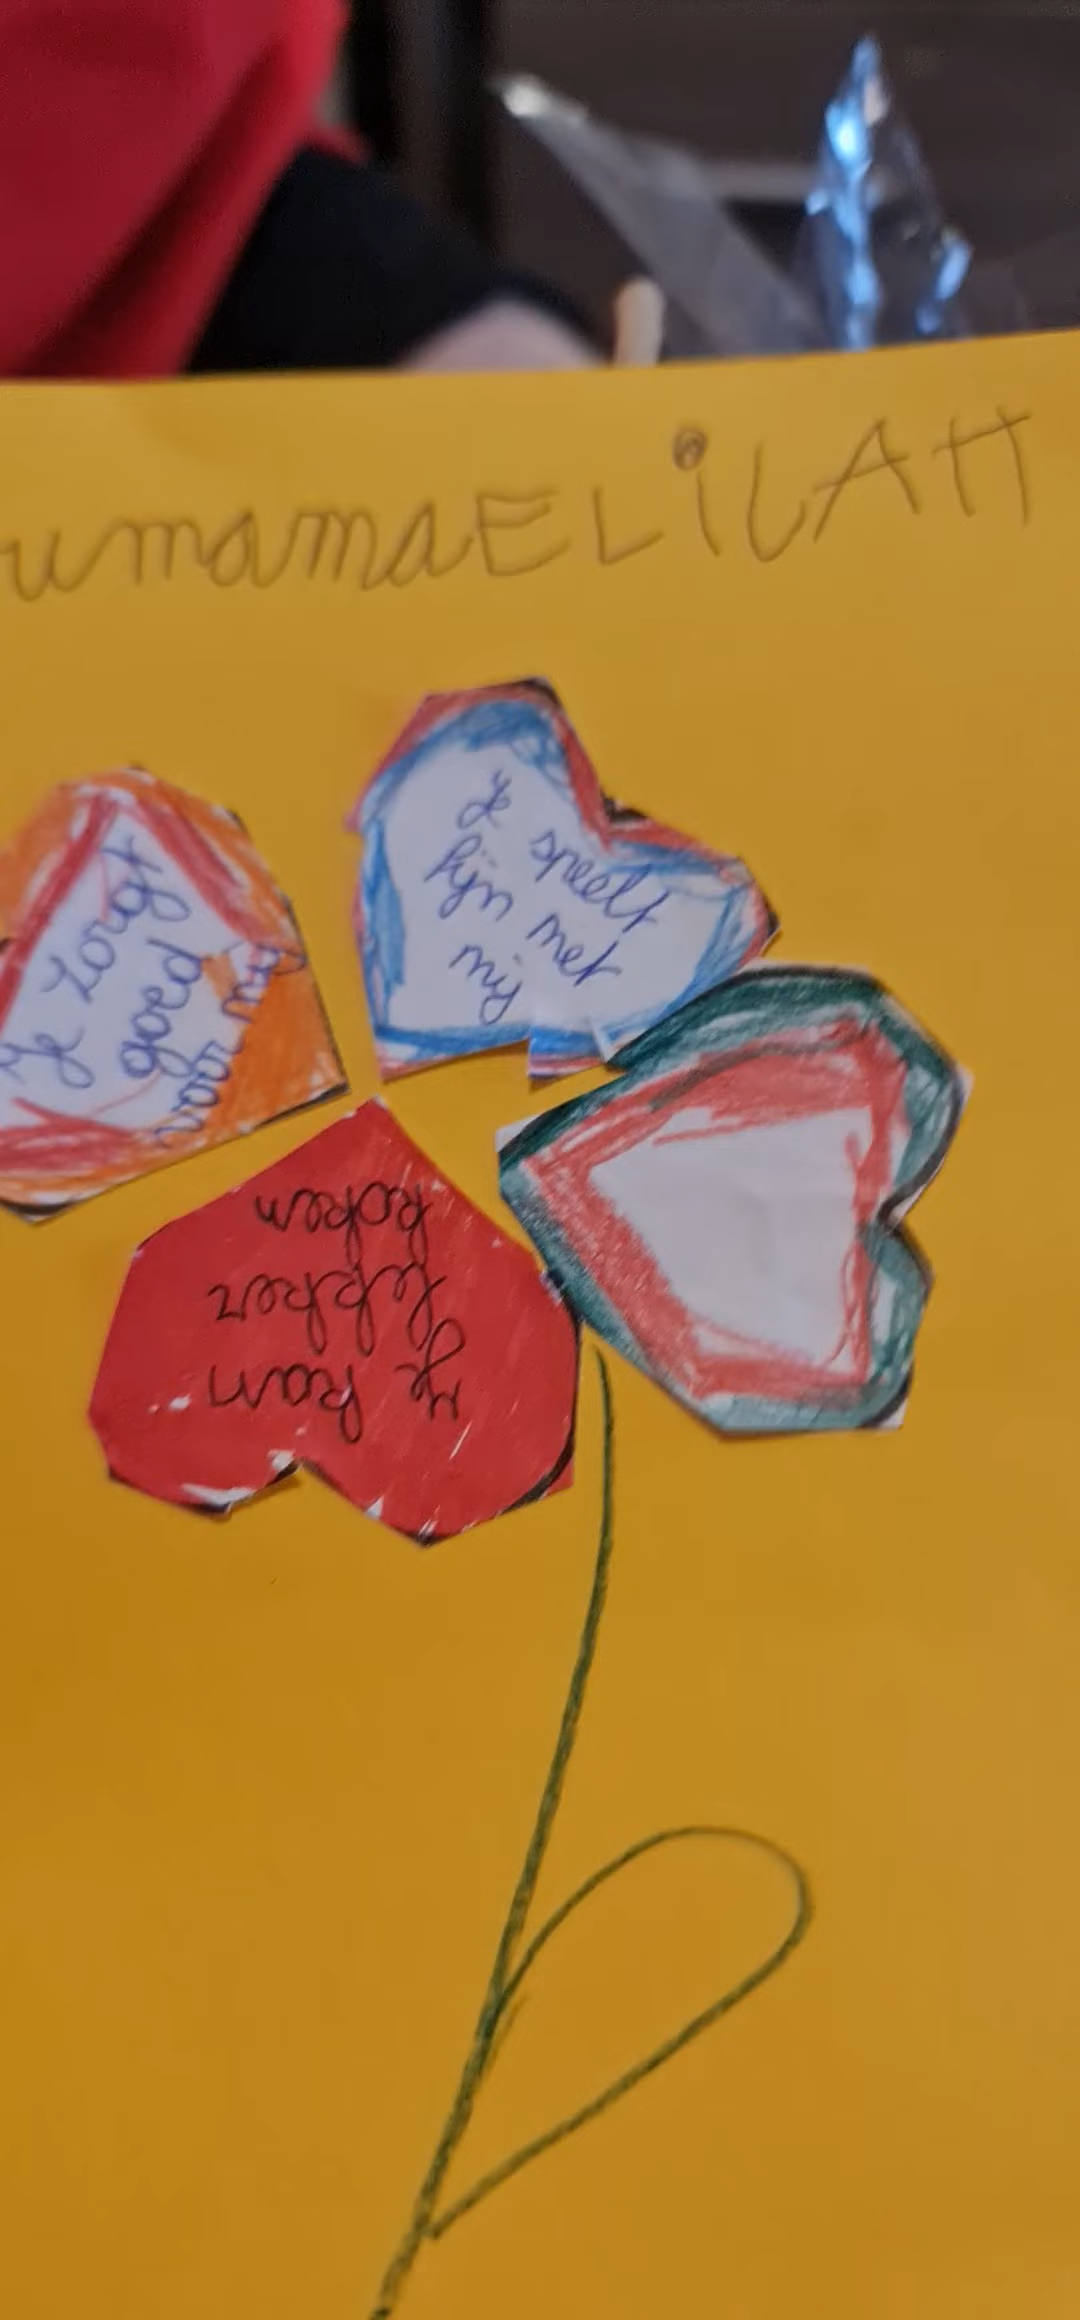 umamaELiLAH
Je zorgt
goed
voor mij
Je speelt
fijn met
mij
Je kan
lekker
koken